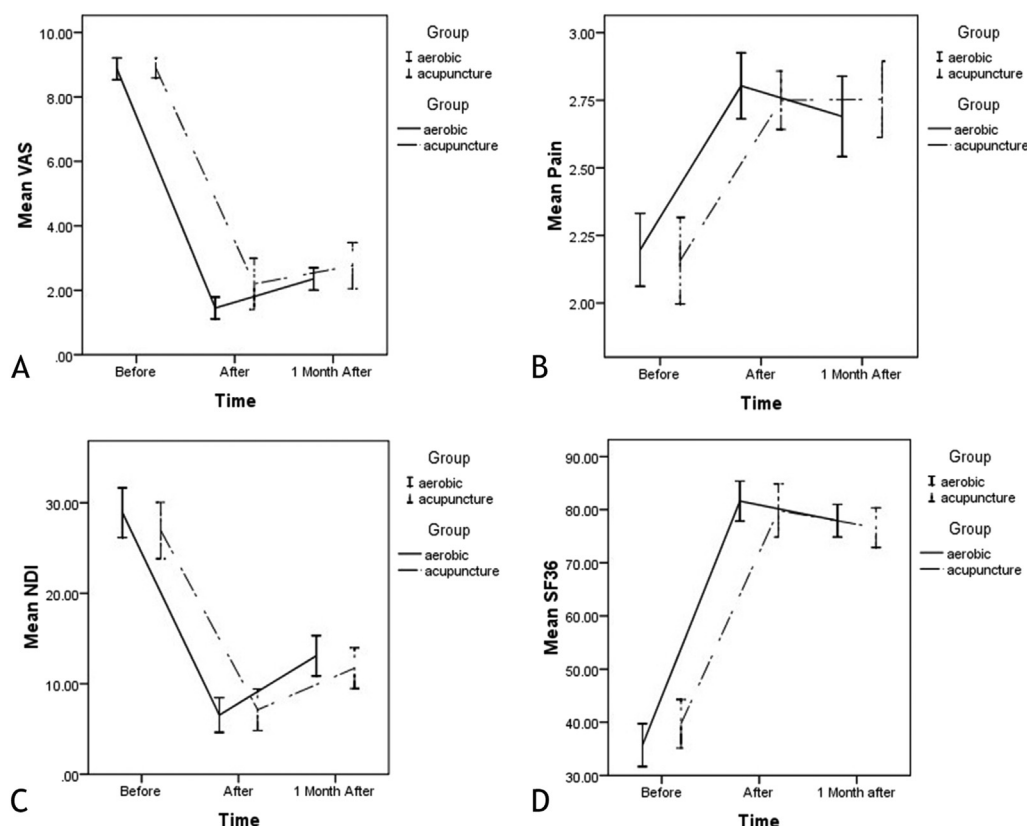 A
Mean VAS
10.00
8.00
6.00
4.00
2.00
.00
Before
After
1 Month After
Time
Group
aerobic
acupuncture
Group
aerobic
acupuncture
B
Mean Pain
3.00
2.75
2.50
2.25
2.00
Before
After
1 Month After
Time
Group
aerobic
acupuncture
Group
aerobic
acupuncture
C
Mean NDI
30.00
20.00
10.00
.00
Before
After
1 Month After
Time
Group
aerobic
acupuncture
Group
aerobic
acupuncture
D
Mean SF36
90.00
80.00
70.00
60.00
50.00
40.00
30.00
Before
After
1 Month after
Time
Group
aerobic
acupuncture
Group
aerobic
acupuncture